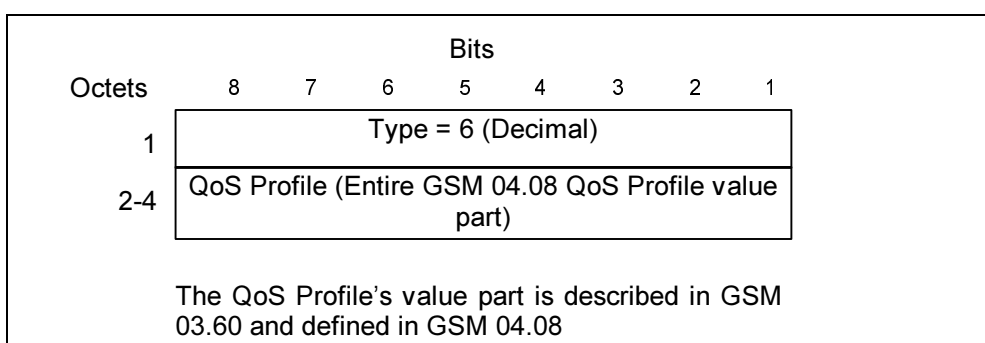 Bits
Octets 8 7 6 5 4 3 2 1
1 Type = 6 (Decimal)
2-4 QoS Profile (Entire GSM 04.08 QoS Profile value
part)
The QoS Profile's value part is described in GSM
03.60 and defined in GSM 04.08